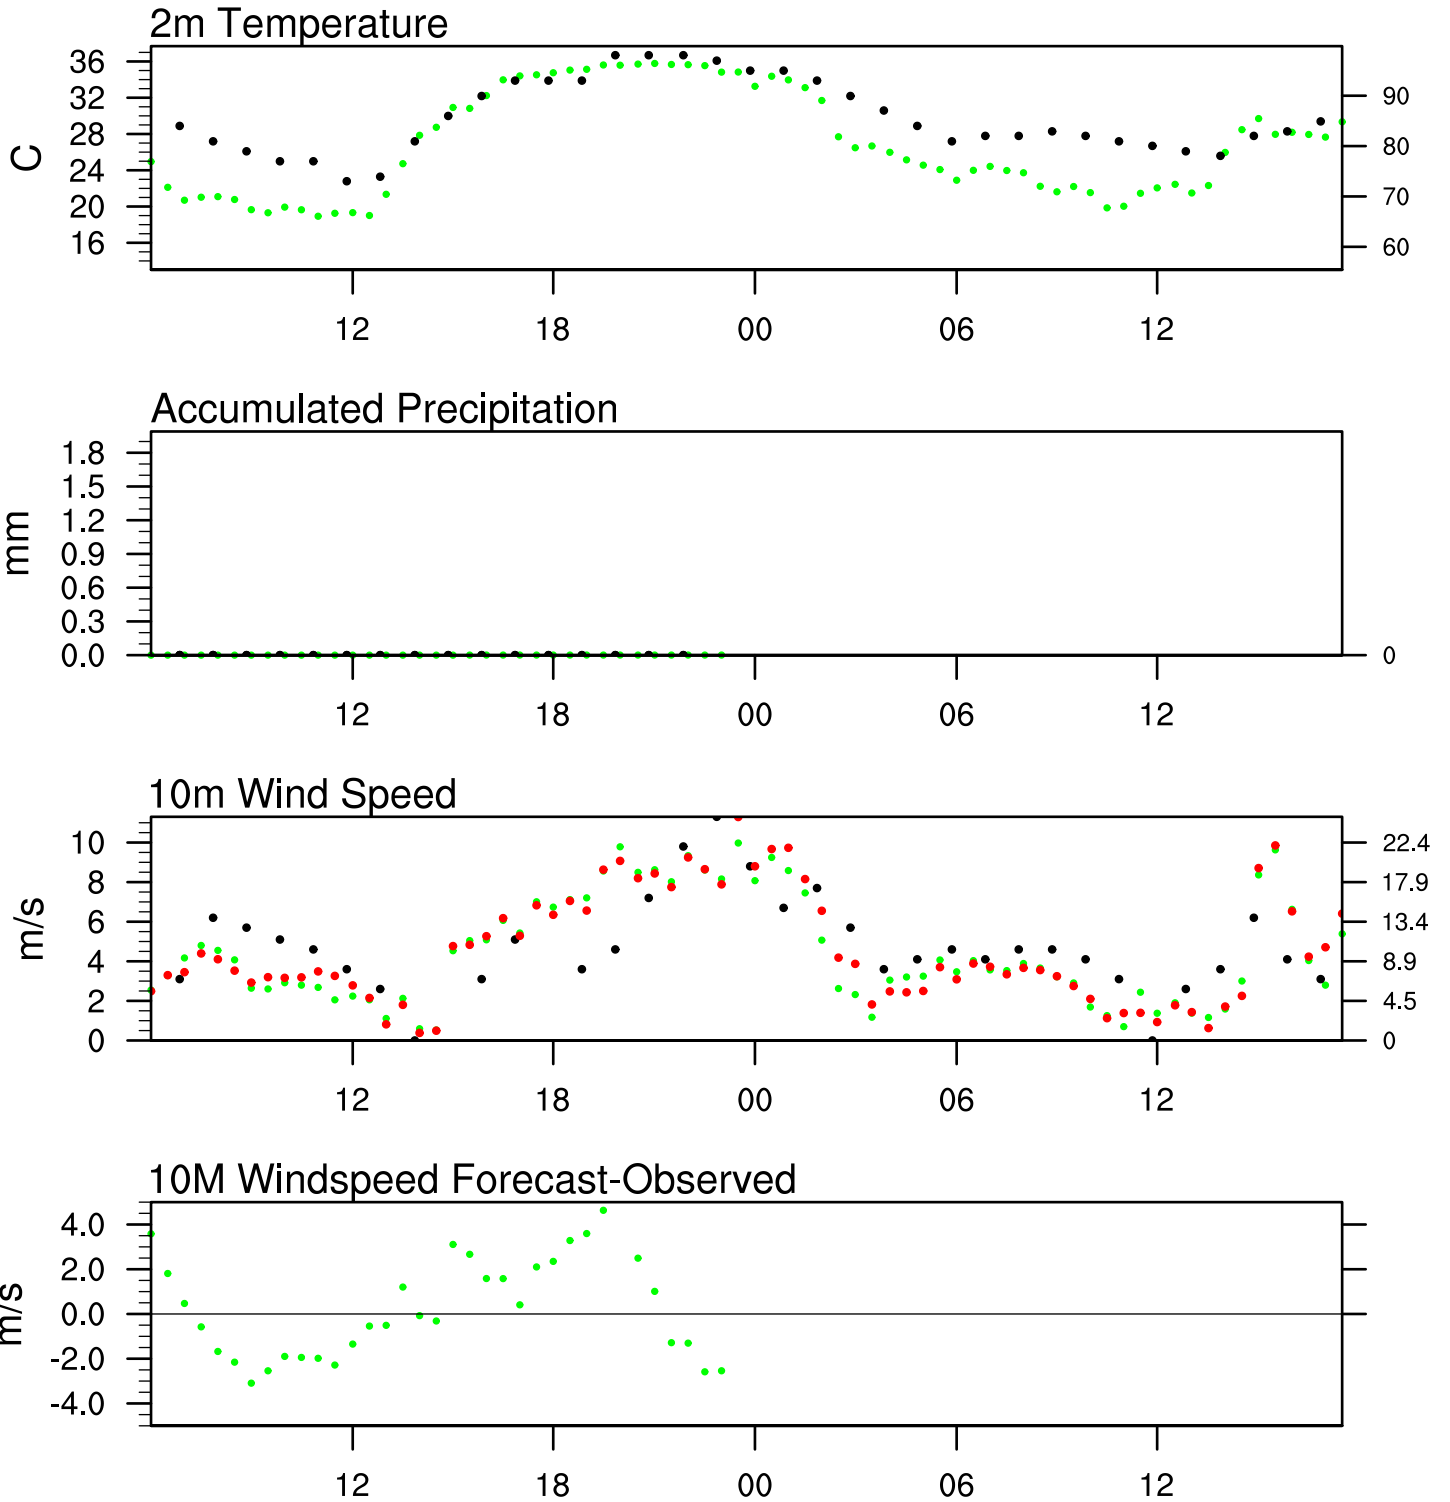 2m Temperature
36
32
28
24
20
16
C
90
80
70
60
12 18 00 06 12
Accumulated Precipitation
1.8
1.5
1.2
0.9
0.6
0.3
0.0
mm
0
12 18 00 06 12
10m Wind Speed
10
8
6
4
2
0
m/s
22.4
17.9
13.4
8.9
4.5
0
12 18 00 06 12
10M Windspeed Forecast-Observed
4.0
2.0
0.0
-2.0
-4.0
m/s
12 18 00 06 12